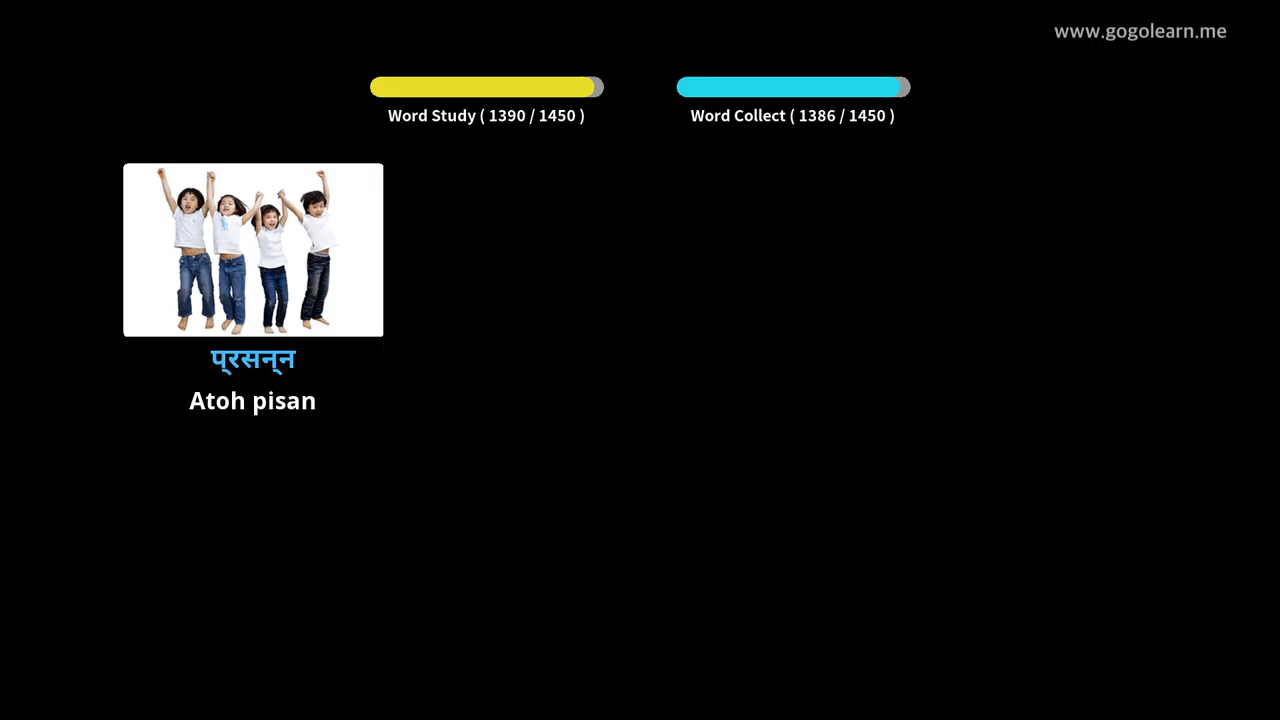 www.gogolearn.me
Word Study ( 1390 / 1450 )
Word Collect ( 1386 / 1450 )
प्रसन्न
Atoh pisan